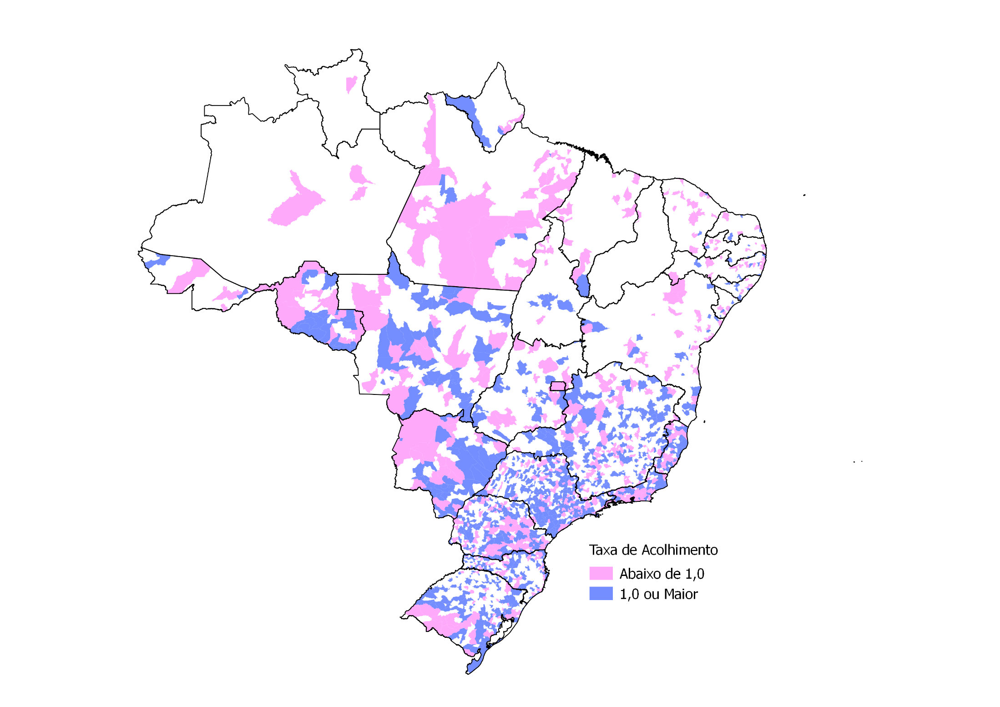 Taxa de Acolhimento
Abaixo de 1,0
1,0 ou Maior